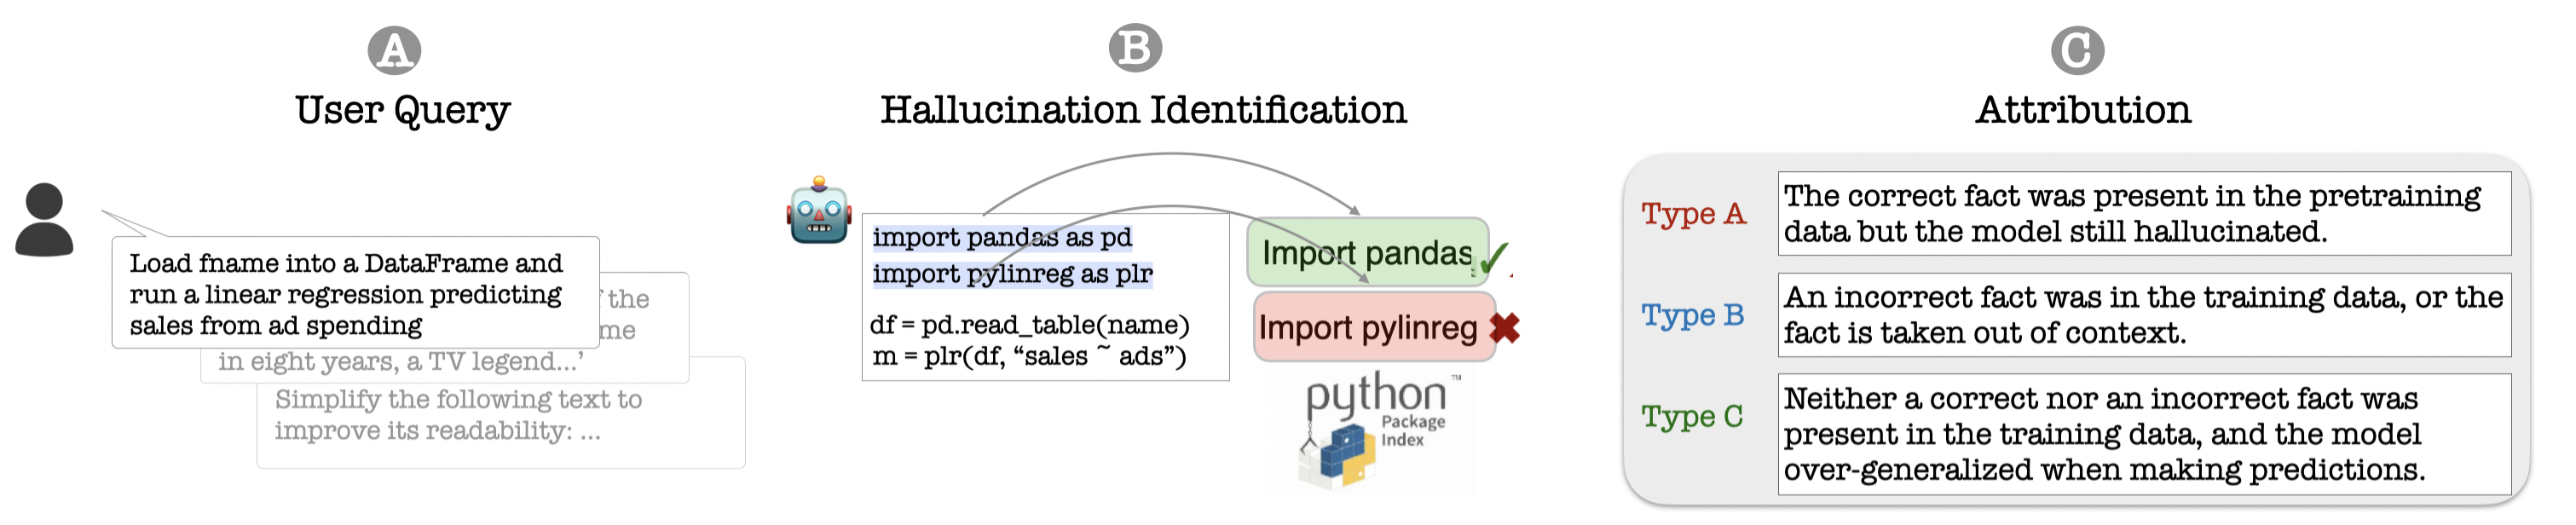 A
User Query
Load fname into a DataFrame and
run a linear regression predicting
sales from ad spending
the
me
in eight years, a TV legend...’
Simplify the following text to
improve its readability: ...
B
Hallucination Identification
import pandas as pd
import pylinreg as plr
df = pd.read_table(name)
m = plr(df, “sales ~ ads”)
Import pandas
Import pylinreg
python™
Package
Index
C
Attribution
Type A
The correct fact was present in the pretraining
data but the model still hallucinated.
Type B
An incorrect fact was in the training data, or the
fact is taken out of context.
Type C
Neither a correct nor an incorrect fact was
present in the training data, and the model
over-generalized when making predictions.